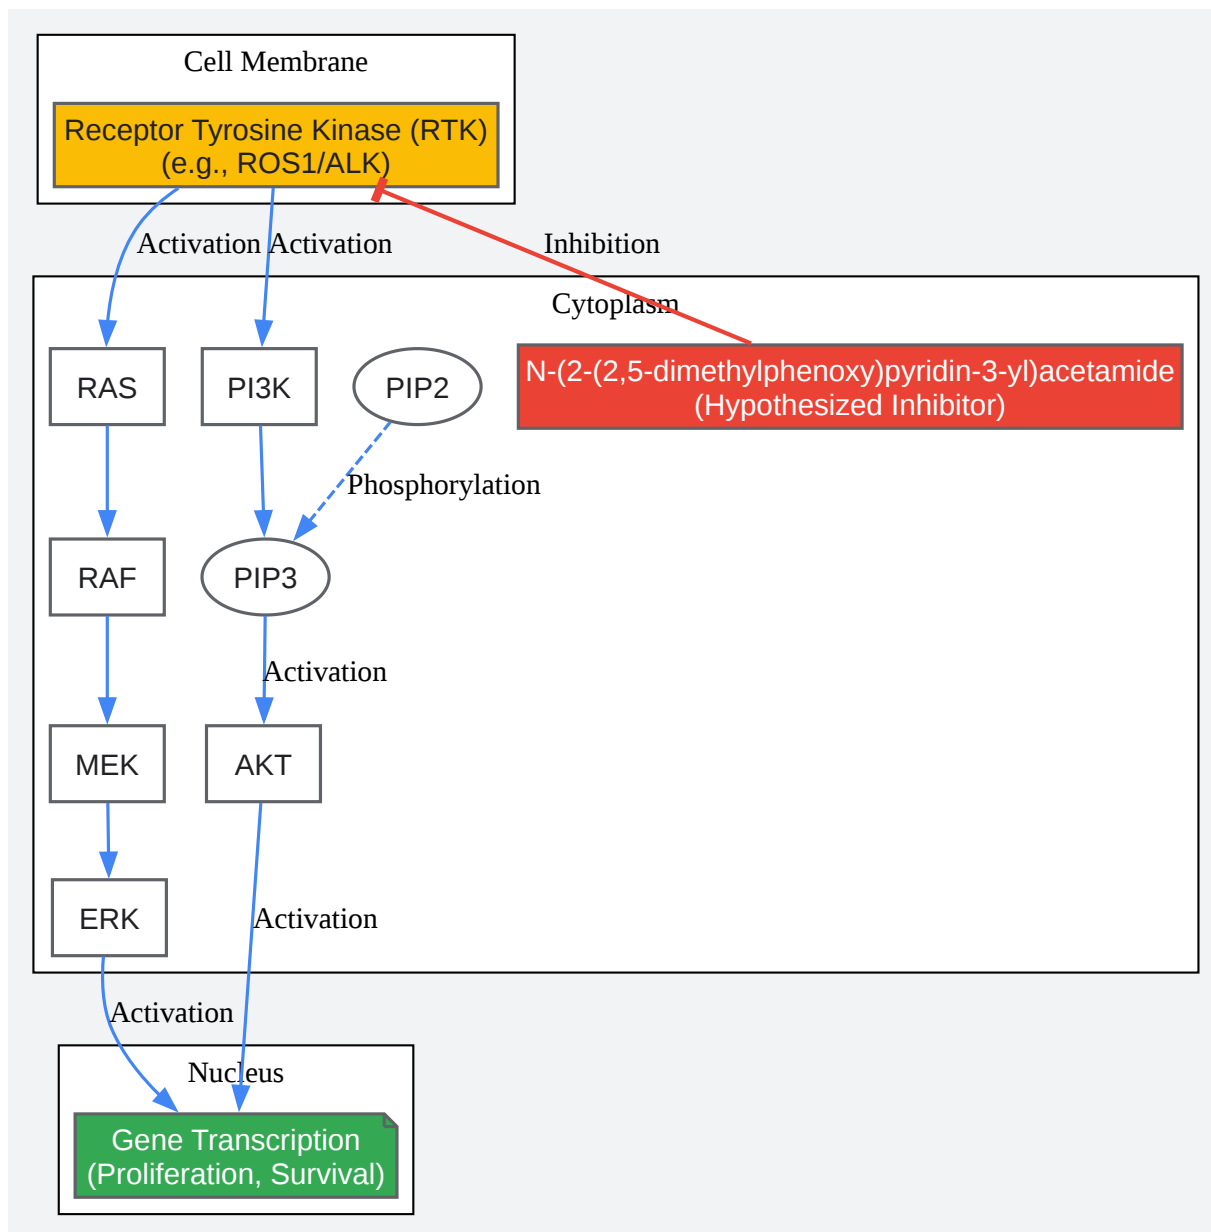 Cell Membrane
Receptor Tyrosine Kinase (RTK)
(e.g., ROS1/ALK)
Activation
Activation
Inhibition
Cytoplasm
RAS
PI3K
PIP2
N-(2-(2,5-dimethylphenoxy)pyridin-3-yl)acetamide
(Hypothesized Inhibitor)
Phosphorylation
RAF
PIP3
Activation
MEK
AKT
ERK
Activation
Activation
Nucleus
Gene Transcription
(Proliferation, Survival)